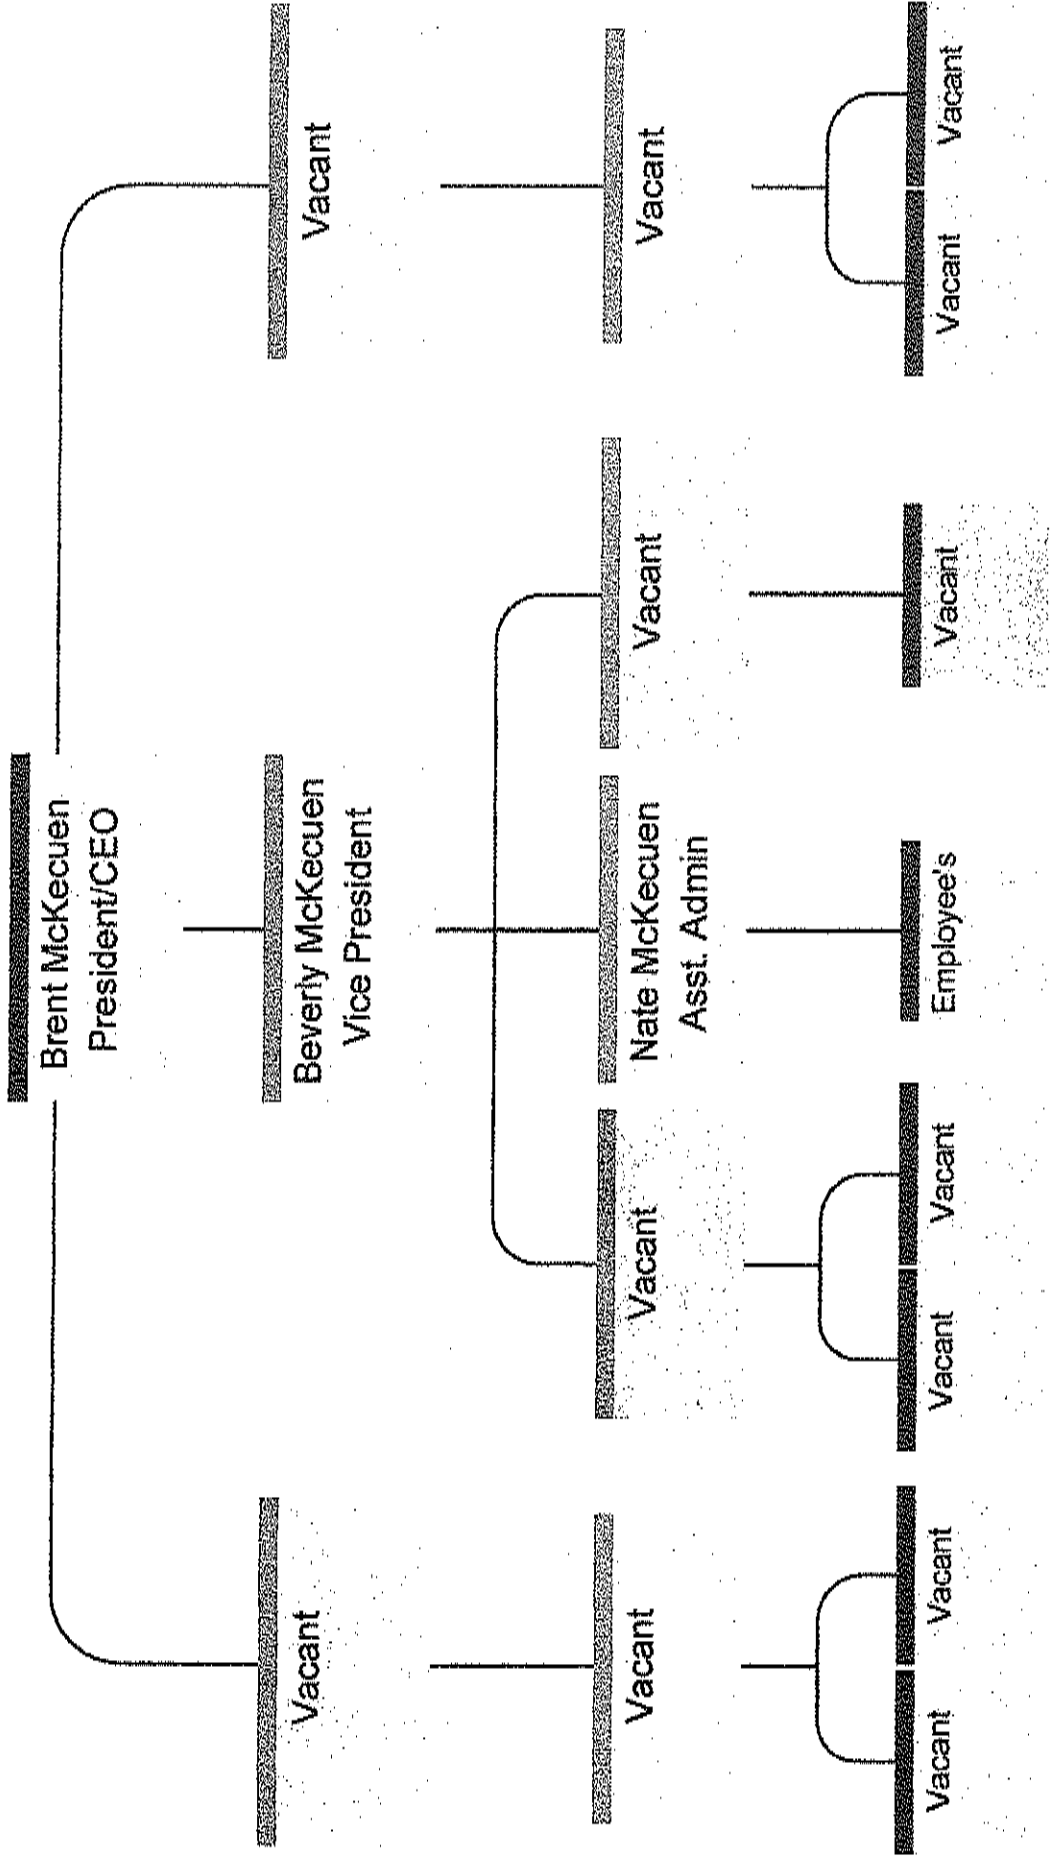 Brent McKecuen
President/CEO
Vacant
Beverly McKecuen
Vice President
Vacant
Vacant
Vacant
Nate McKecuen
Asst. Admin
Vacant
Vacant
Vacant
Vacant
Vacant
Vacant
Employee's
Vacant
Vacant
Vacant